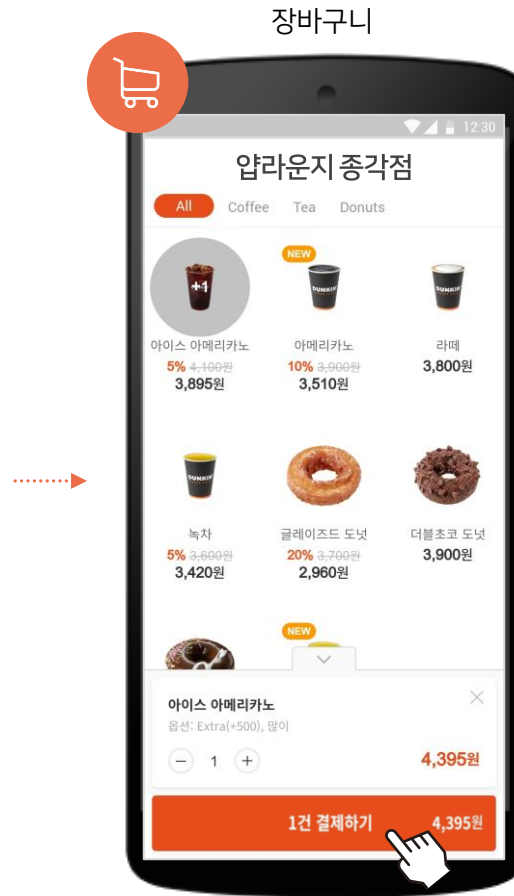 장바구니
12:30
얍라운지 종각점
All Coffee Tea Donuts
NEW
+1
DUNKIN'
DUNKIN'
아이스 아메리카노 아메리카노 라떼
5% 4,100원 10% 3,900원 3,800원
3,895원 3,510원
DUNKIN'
녹차 글레이즈드 도넛 더블초코 도넛
5% 3,600원 20% 3,700원 3,900원
3,420원 2,960원
NEW
아이스 아메리카노
옵션: Extra(+500), 많이
1 4,395원
1건 결제하기 4,395원